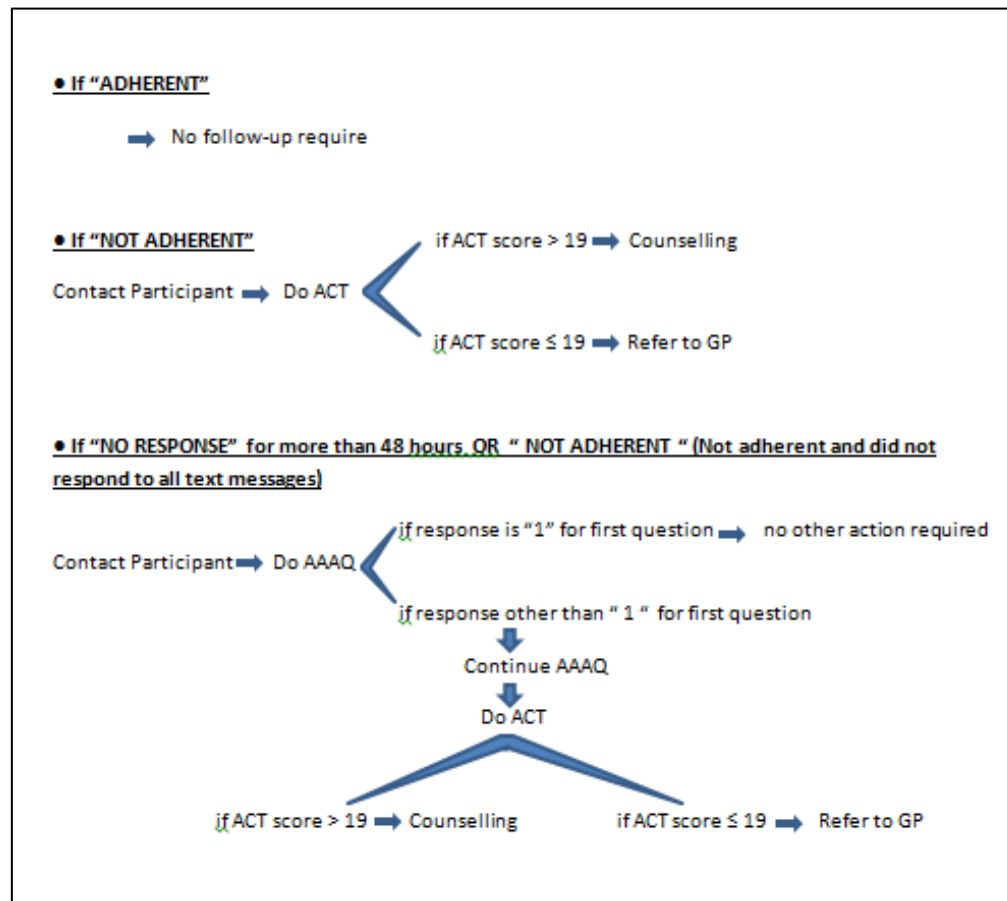 ● If “ADHERENT”
No follow-up require
● If “NOT ADHERENT”
if ACT score > 19 Counselling
Contact Participant Do ACT
if ACT score ≤ 19 Refer to GP
● If “NO RESPONSE” for more than 48 hours OR “ NOT ADHERENT “ (Not adherent and did not
respond to all text messages)
if response is “1” for first question no other action required
Contact Participant Do AAAQ
if response other than “ 1 “ for first question
Continue AAAQ
Do ACT
if ACT score > 19 Counselling if ACT score ≤ 19 Refer to GP